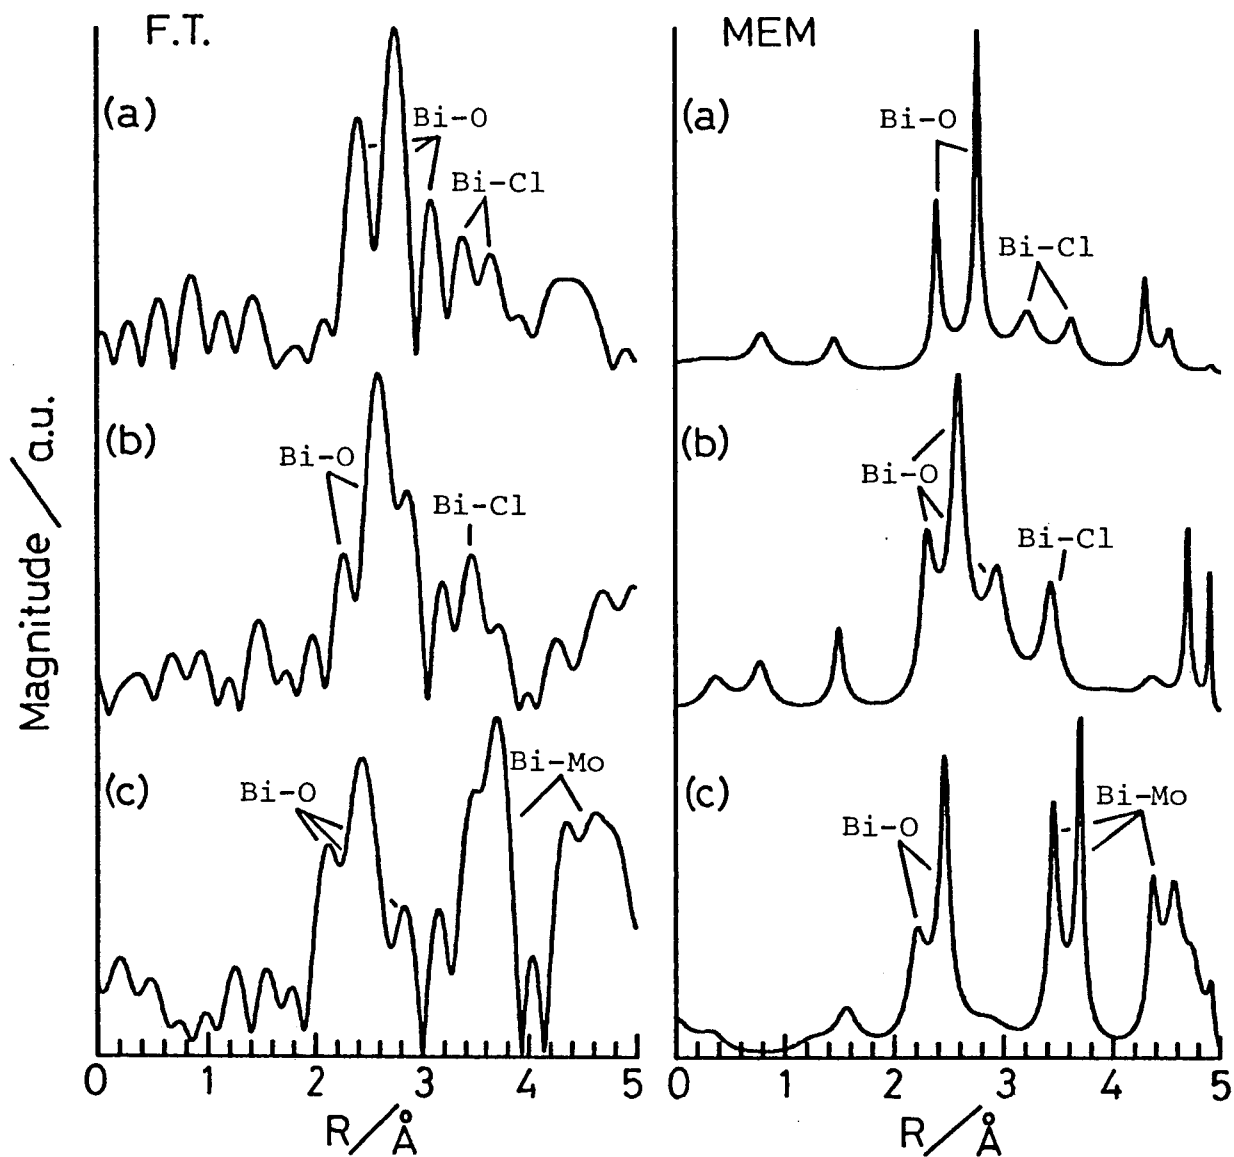 F.T.
MEM
(a)
Bi-O
Bi-Cl
(a)
Bi-O
Bi-Cl
(b)
Bi-O
Bi-Cl
(b)
Bi-O
Bi-Cl
(c)
Bi-O
Bi-Mo
(c)
Bi-O
Bi-Mo
Magnitude / a.u.
0 1 2 3 4 5
0 1 2 3 4 5
R/Å
R/Å